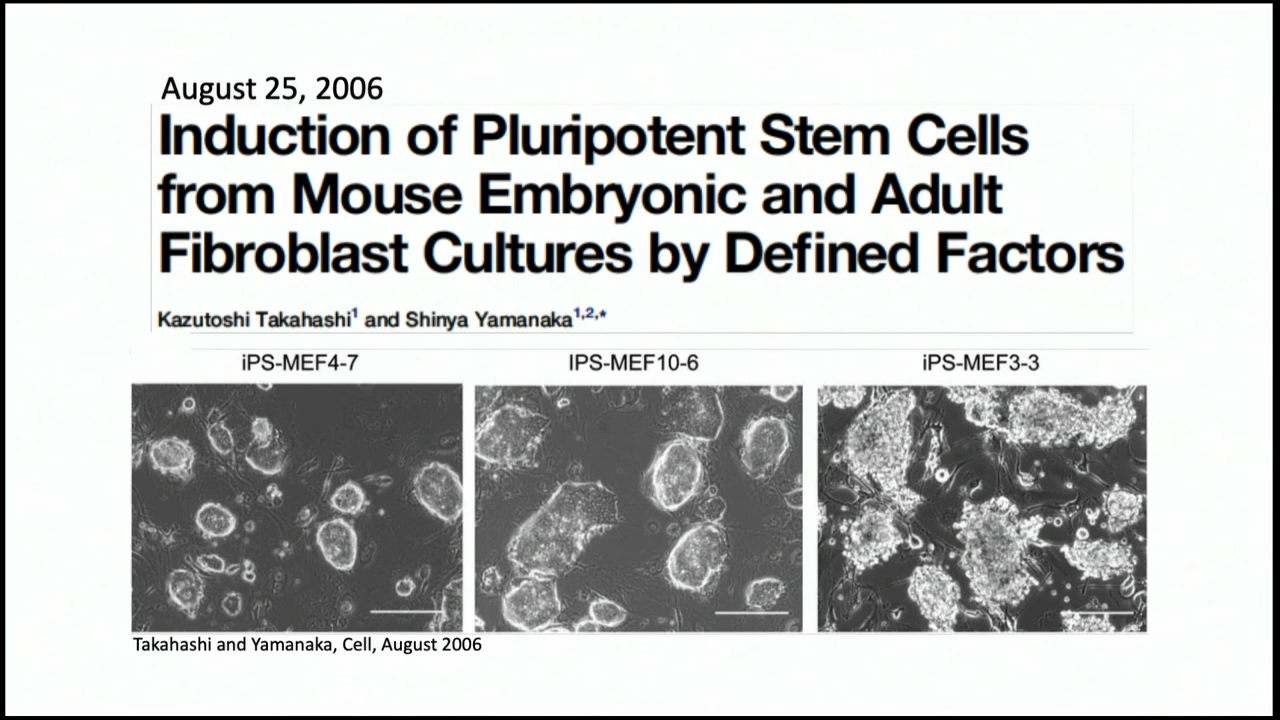 August 25, 2006
Induction of Pluripotent Stem Cells
from Mouse Embryonic and Adult
Fibroblast Cultures by Defined Factors
Kazutoshi Takahashi1 and Shinya Yamanaka1,2,*
iPS-MEF4-7
IPS-MEF10-6
iPS-MEF3-3
Takahashi and Yamanaka, Cell, August 2006